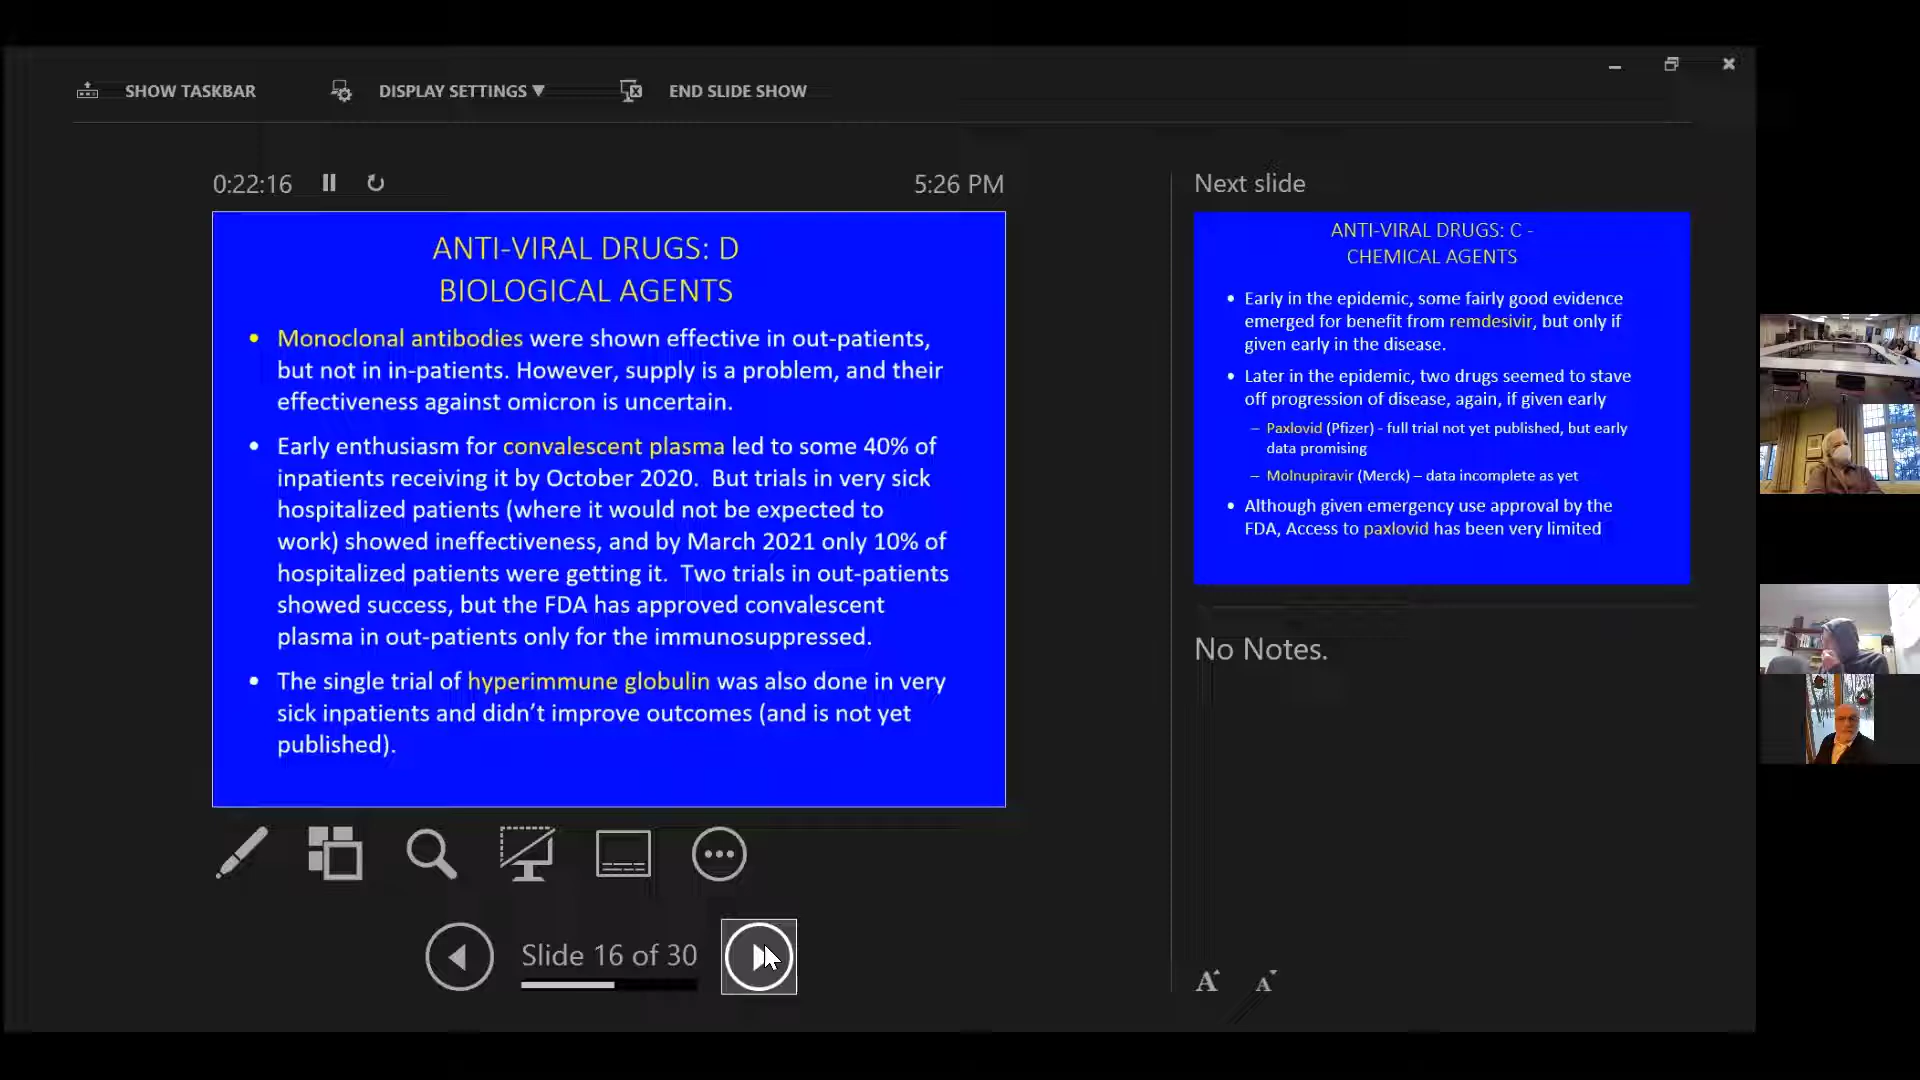 SHOW TASKBAR
DISPLAY SETTINGS ▼
END SLIDE SHOW
0:22:16
5:26 PM
ANTI-VIRAL DRUGS: D
BIOLOGICAL AGENTS
• Monoclonal antibodies were shown effective in out-patients,
but not in in-patients. However, supply is a problem, and their
effectiveness against omicron is uncertain.
• Early enthusiasm for convalescent plasma led to some 40% of
inpatients receiving it by October 2020.  But trials in very sick
hospitalized patients (where it would not be expected to
work) showed ineffectiveness, and by March 2021 only 10% of
hospitalized patients were getting it.  Two trials in out-patients
showed success, but the FDA has approved convalescent
plasma in out-patients only for the immunosuppressed.
• The single trial of hyperimmune globulin was also done in very
sick inpatients and didn't improve outcomes (and is not yet
published).
Slide 16 of 30
Next slide
ANTI-VIRAL DRUGS: C -
CHEMICAL AGENTS
• Early in the epidemic, some fairly good evidence
emerged for benefit from remdesivir, but only if
given early in the disease.
• Later in the epidemic, two drugs seemed to stave
off progression of disease, again, if given early
– Paxlovid (Pfizer) - full trial not yet published, but early
data promising
– Molnupiravir (Merck) – data incomplete as yet
• Although given emergency use approval by the
FDA, Access to paxlovid has been very limited
No Notes.
A A